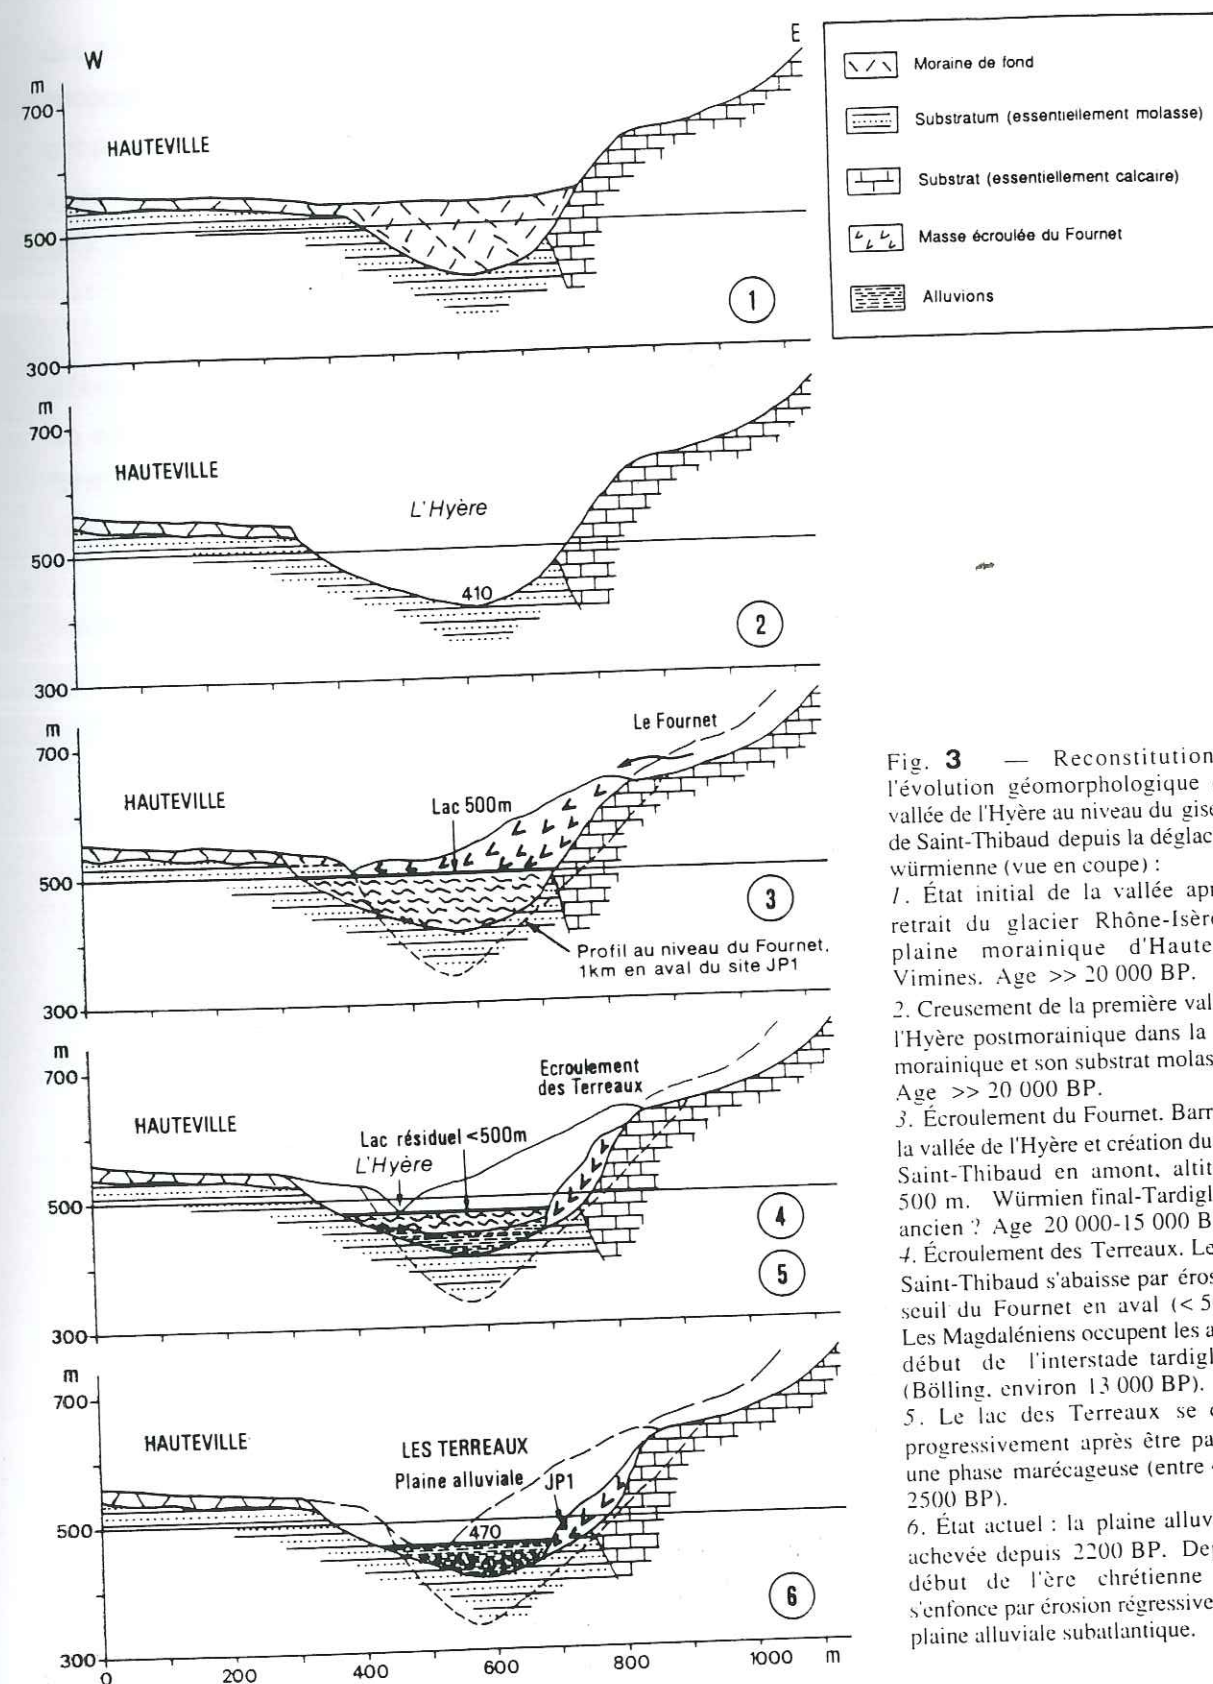 W
E
m
700
HAUTEVILLE
500
300
1
Moraine de fond
Substratum (essentiellement molasse)
Substrat (essentiellement calcaire)
Masse écroulée du Fournet
Alluvions
m
700
HAUTEVILLE
L'Hyère
500
410
300
2
m
700
Le Fournet
HAUTEVILLE
Lac 500m
500
3
Profil au niveau du Fournet,
1km en aval du site JP1
300
m
700
Ecroulement
des Terreaux
HAUTEVILLE
Lac résiduel <500m
L'Hyère
500
4
5
300
m
700
HAUTEVILLE
LES TERREAUX
Plaine alluviale
JP1
500
470
6
300
0 200 400 600 800 1000 m
Fig. 3 — Reconstitution
l'évolution géomorphologique
vallée de l'Hyère au niveau du gise
de Saint-Thibaud depuis la déglac
würmienne (vue en coupe) :
1. État initial de la vallée apr
retrait du glacier Rhône-Isère
plaine morainique d'Haute
Vimines. Age >> 20 000 BP.
2. Creusement de la première val
l'Hyère postmorainique dans la
morainique et son substrat molas
Age >> 20 000 BP.
3. Écroulement du Fournet. Barr
la vallée de l'Hyère et création du
Saint-Thibaud en amont, altit
500 m. Würmien final-Tardigl
ancien ? Age 20 000-15 000 B
4. Écroulement des Terreaux. Le
Saint-Thibaud s'abaisse par éros
seuil du Fournet en aval (< 5
Les Magdaléniens occupent les a
début de l'interstade tardigl
(Bölling, environ 13 000 BP).
5. Le lac des Terreaux se
progressivement après être pa
une phase marécageuse (entre
2500 BP).
6. État actuel : la plaine alluv
achevée depuis 2200 BP. Dep
début de l'ère chrétienne
s'enfonce par érosion régressive
plaine alluviale subatlantique.